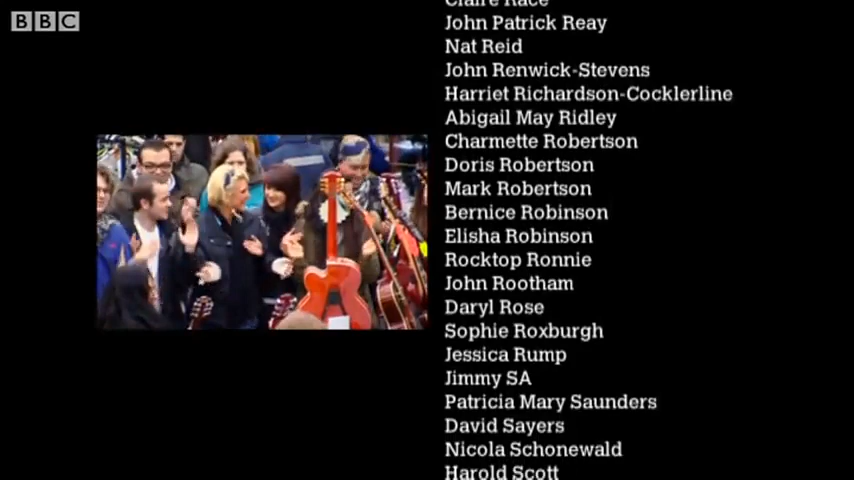 BBC
Claire Race
John Patrick Reay
Nat Reid
John Renwick-Stevens
Harriet Richardson-Cocklerline
Abigail May Ridley
Charmette Robertson
Doris Robertson
Mark Robertson
Bernice Robinson
Elisha Robinson
Rocktop Ronnie
John Rootham
Daryl Rose
Sophie Roxburgh
Jessica Rump
Jimmy SA
Patricia Mary Saunders
David Sayers
Nicola Schonewald
Harold Scott